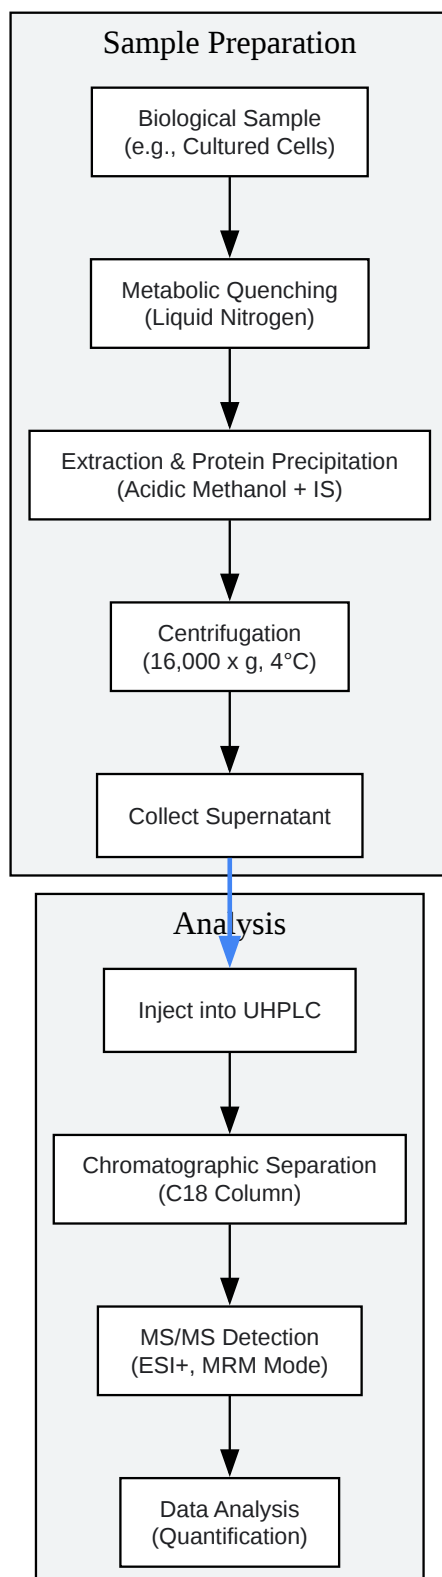 Sample Preparation
Biological Sample
(e.g., Cultured Cells)
Metabolic Quenching
(Liquid Nitrogen)
Extraction & Protein Precipitation
(Acidic Methanol + IS)
Centrifugation
(16,000 x g, 4°C)
Collect Supernatant
Analysis
Inject into UHPLC
Chromatographic Separation
(C18 Column)
MS/MS Detection
(ESI+, MRM Mode)
Data Analysis
(Quantification)